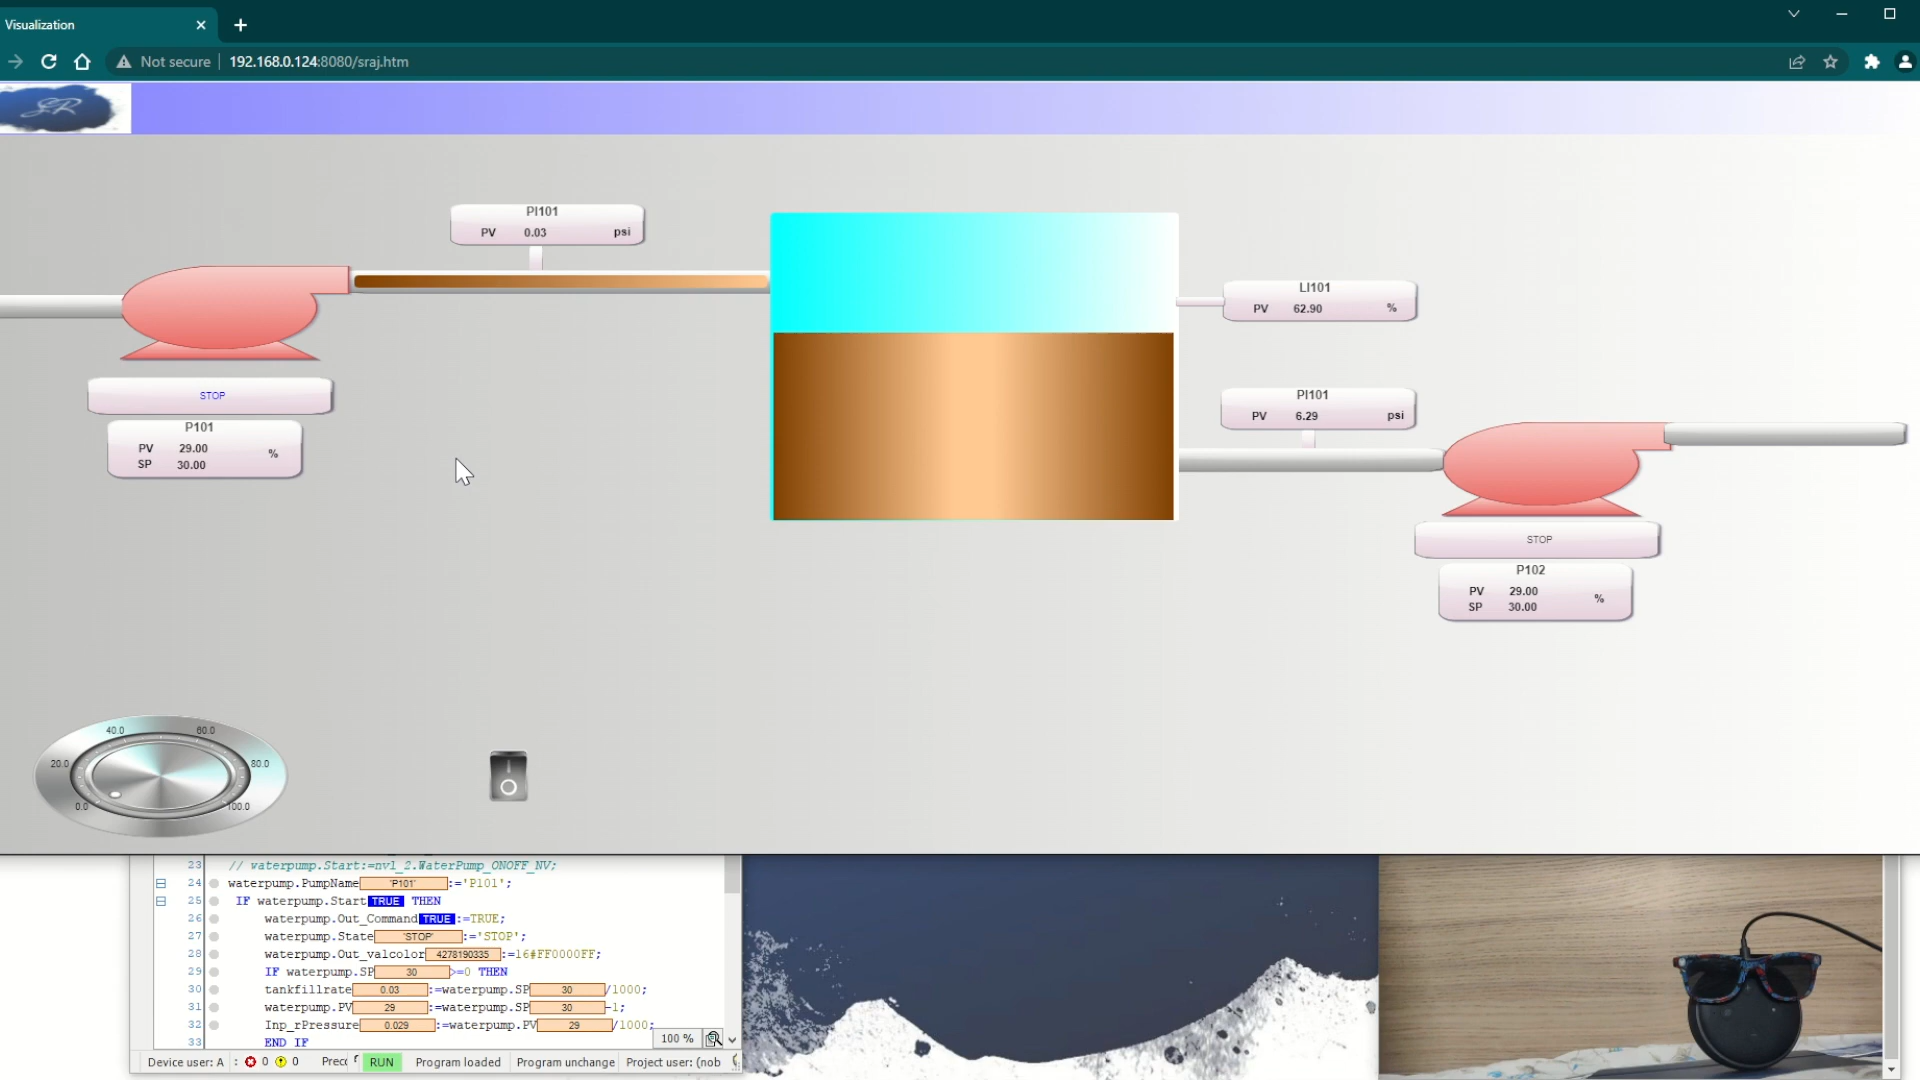 Visualization
Not secure 192.168.0.124:8080/sraj.htm
PI101
PV 0.03 psi
LI101
PV 62.90 %
STOP
P101
PV 29.00
SP 30.00 %
PI101
PV 6.29 psi
STOP
P102
PV 29.00
SP 30.00 %
40.0 60.0
20.0 80.0
0.0 100.0
23 // waterpump.Start:=nvl_2.WaterPump_ONOFF_NV;
24 waterpump.PumpName 'P101' :='P101';
25 IF waterpump.Start TRUE THEN
26 waterpump.Out_Command TRUE :=TRUE;
27 waterpump.State 'STOP' :='STOP';
28 waterpump.Out_valcolor 4278190335 :=16#FF0000FF;
29 IF waterpump.SP 30 >=0 THEN
30 tankfillrate 0.03 :=waterpump.SP 30 /1000;
31 waterpump.PV 29 :=waterpump.SP 30 -1;
32 Inp_rPressure 0.029 :=waterpump.PV 29 /1000;
33 END IF
100 %
Device user: A : 0 0 Precc RUN Program loaded Program unchange Project user: (nob